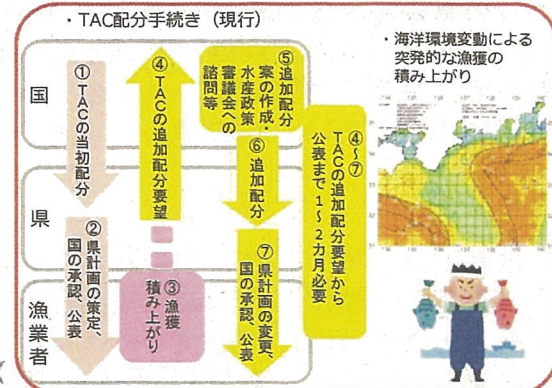 ・TAC配分手続き（現行）
国
県
漁業者
①TACの当初配分
②県計画の策定、
国の承認、公表
③漁獲
積み上がり
④TACの追加配分要望
⑤追加配分
案の作成・
水産政策
審議会への
諮問等
⑥追加配分
⑦県計画の変更、
国の承認、公表
④～⑦
TACの追加配分要望から
公表まで1～2カ月必要
・海洋環境変動による
突発的な漁獲の
積み上がり